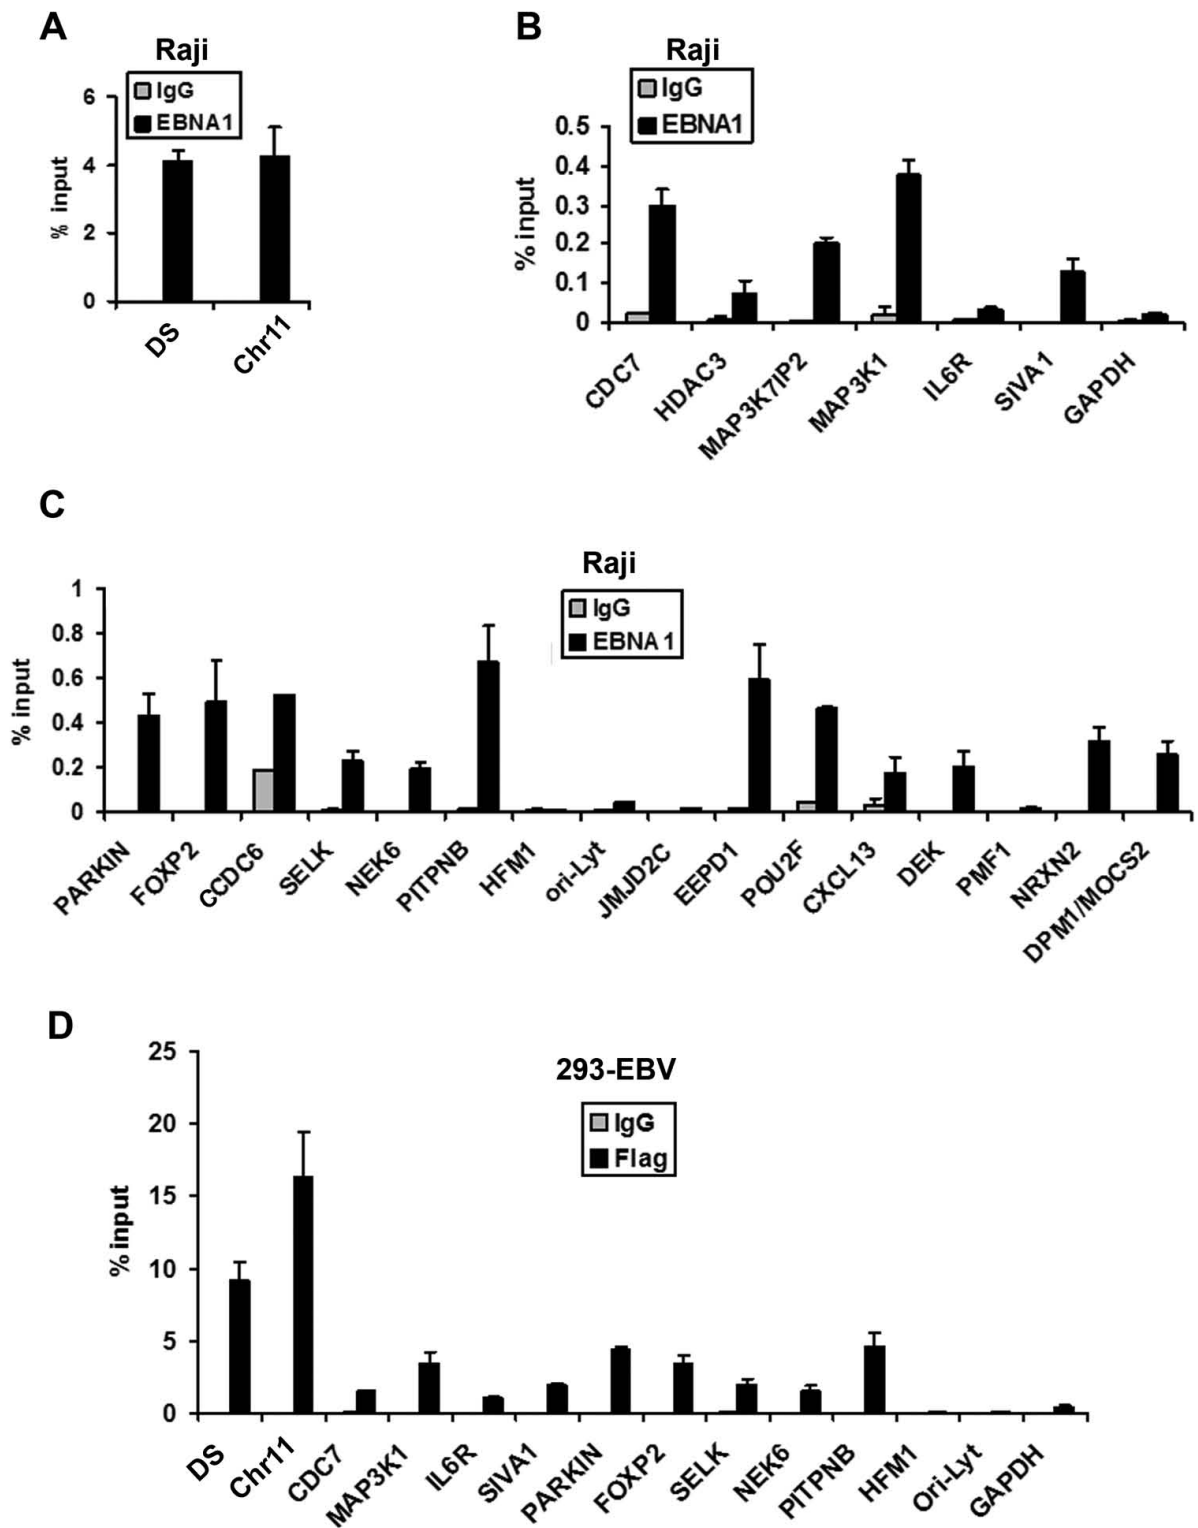 A
Raji
IgG
EBNA1
% input
6
4
2
0
DS
Chr11
B
Raji
IgG
EBNA1
% input
0.5
0.4
0.3
0.2
0.1
0
CDC7
HDAC3
MAP3K7IP2
MAP3K1
IL6R
SIVA1
GAPDH
C
Raji
IgG
EBNA1
% input
1
0.8
0.6
0.4
0.2
0
PARKIN
FOXP2
CCDC6
SELK
NEK6
PITPNB
HFM1
ori-Lyt
JMJD2C
EEPD1
POU2F
CXCL13
DEK
PMF1
NRXN2
DPM1/MOCS2
D
293-EBV
IgG
Flag
% input
25
20
15
10
5
0
DS
Chr11
CDC7
MAP3K1
IL6R
SIVA1
PARKIN
FOXP2
SELK
NEK6
PITPNB
HFM1
Ori-Lyt
GAPDH